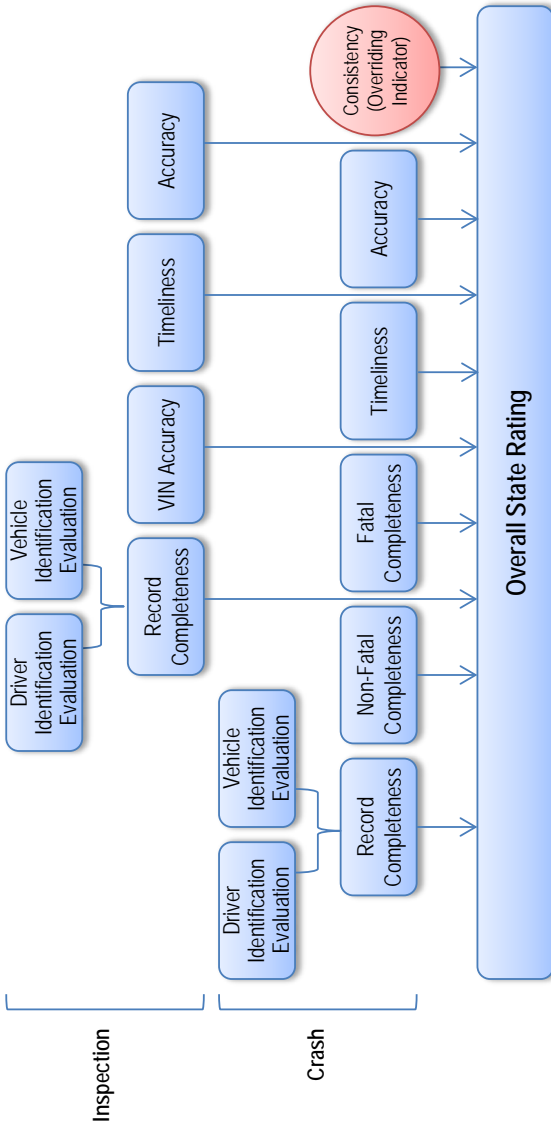 Inspection
Driver
Identification
Evaluation
Vehicle
Identification
Evaluation
Record
Completeness
VIN Accuracy
Timeliness
Accuracy
Crash
Driver
Identification
Evaluation
Vehicle
Identification
Evaluation
Record
Completeness
Non-Fatal
Completeness
Fatal
Completeness
Timeliness
Accuracy
Consistency
(Overriding
Indicator)
Overall State Rating